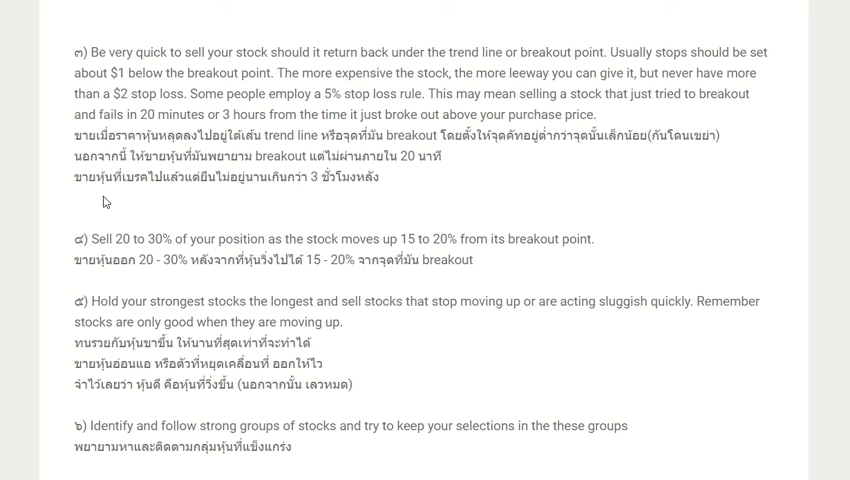 ๓) Be very quick to sell your stock should it return back under the trend line or breakout point. Usually stops should be set
about $1 below the breakout point. The more expensive the stock, the more leeway you can give it, but never have more
than a $2 stop loss. Some people employ a 5% stop loss rule. This may mean selling a stock that just tried to breakout
and fails in 20 minutes or 3 hours from the time it just broke out above your purchase price.
ขายเมื่อราคาหุ้นหลุดลงไปอยู่ใต้เส้น trend line หรือจุดที่มัน breakout โดยตั้งให้จุดคัทอยู่ต่ำกว่าจุดนั้นเล็กน้อย(กันโดนเขย่า)
นอกจากนี้ ให้ขายหุ้นที่มันพยายาม breakout แต่ไม่ผ่านภายใน 20 นาที
ขายหุ้นที่เบรคไปแล้วแต่ยืนไม่อยู่นานเกินกว่า 3 ชั่วโมงหลัง
๔) Sell 20 to 30% of your position as the stock moves up 15 to 20% from its breakout point.
ขายหุ้นออก 20 - 30% หลังจากที่หุ้นวิ่งไปได้ 15 - 20% จากจุดที่มัน breakout
๕) Hold your strongest stocks the longest and sell stocks that stop moving up or are acting sluggish quickly. Remember
stocks are only good when they are moving up.
ทนรวยกับหุ้นขาขึ้น ให้นานที่สุดเท่าที่จะทำได้
ขายหุ้นอ่อนแอ หรือตัวที่หยุดเคลื่อนที่ ออกให้ไว
จำไว้เลยว่า หุ้นดี คือหุ้นที่วิ่งขึ้น (นอกจากนั้น เลวหมด)
๖) Identify and follow strong groups of stocks and try to keep your selections in the these groups
พยายามหาและติดตามกลุ่มหุ้นที่แข็งแกร่ง